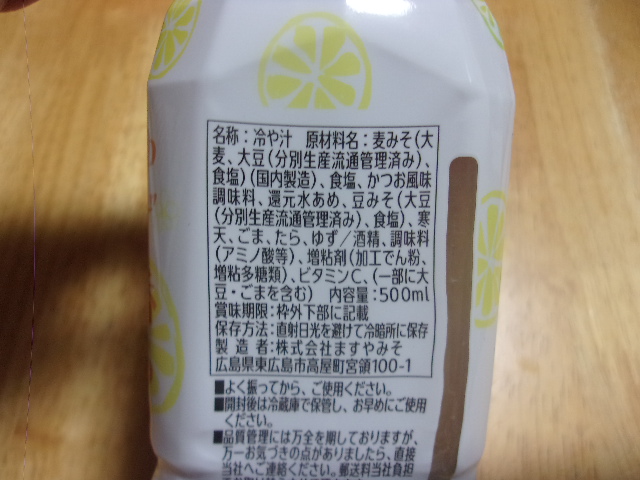 名称：冷や汁　原材料名：麦みそ（大
麦、大豆（分別生産流通管理済み）、
食塩）（国内製造）、食塩、かつお風味
調味料、還元水あめ、豆みそ（大豆
（分別生産流通管理済み）、食塩）、寒
天、ごま、たら、ゆず／酒精、調味料
（アミノ酸等）、増粘剤（加工でん粉、
増粘多糖類）、ビタミンC、（一部に大
豆・ごまを含む）　内容量：500ml
賞味期限：枠外下部に記載
保存方法：直射日光を避けて冷暗所に保存
製造者：株式会社ますやみそ
広島県東広島市高屋町宮領100-1
■よく振ってから、ご使用ください。
■開封後は冷蔵庫で保管し、お早めにご使用
ください。
■品質管理には万全を期しておりますが、
万一お気づきの点がありましたら、直接
当社へご連絡ください。郵送料当社負担